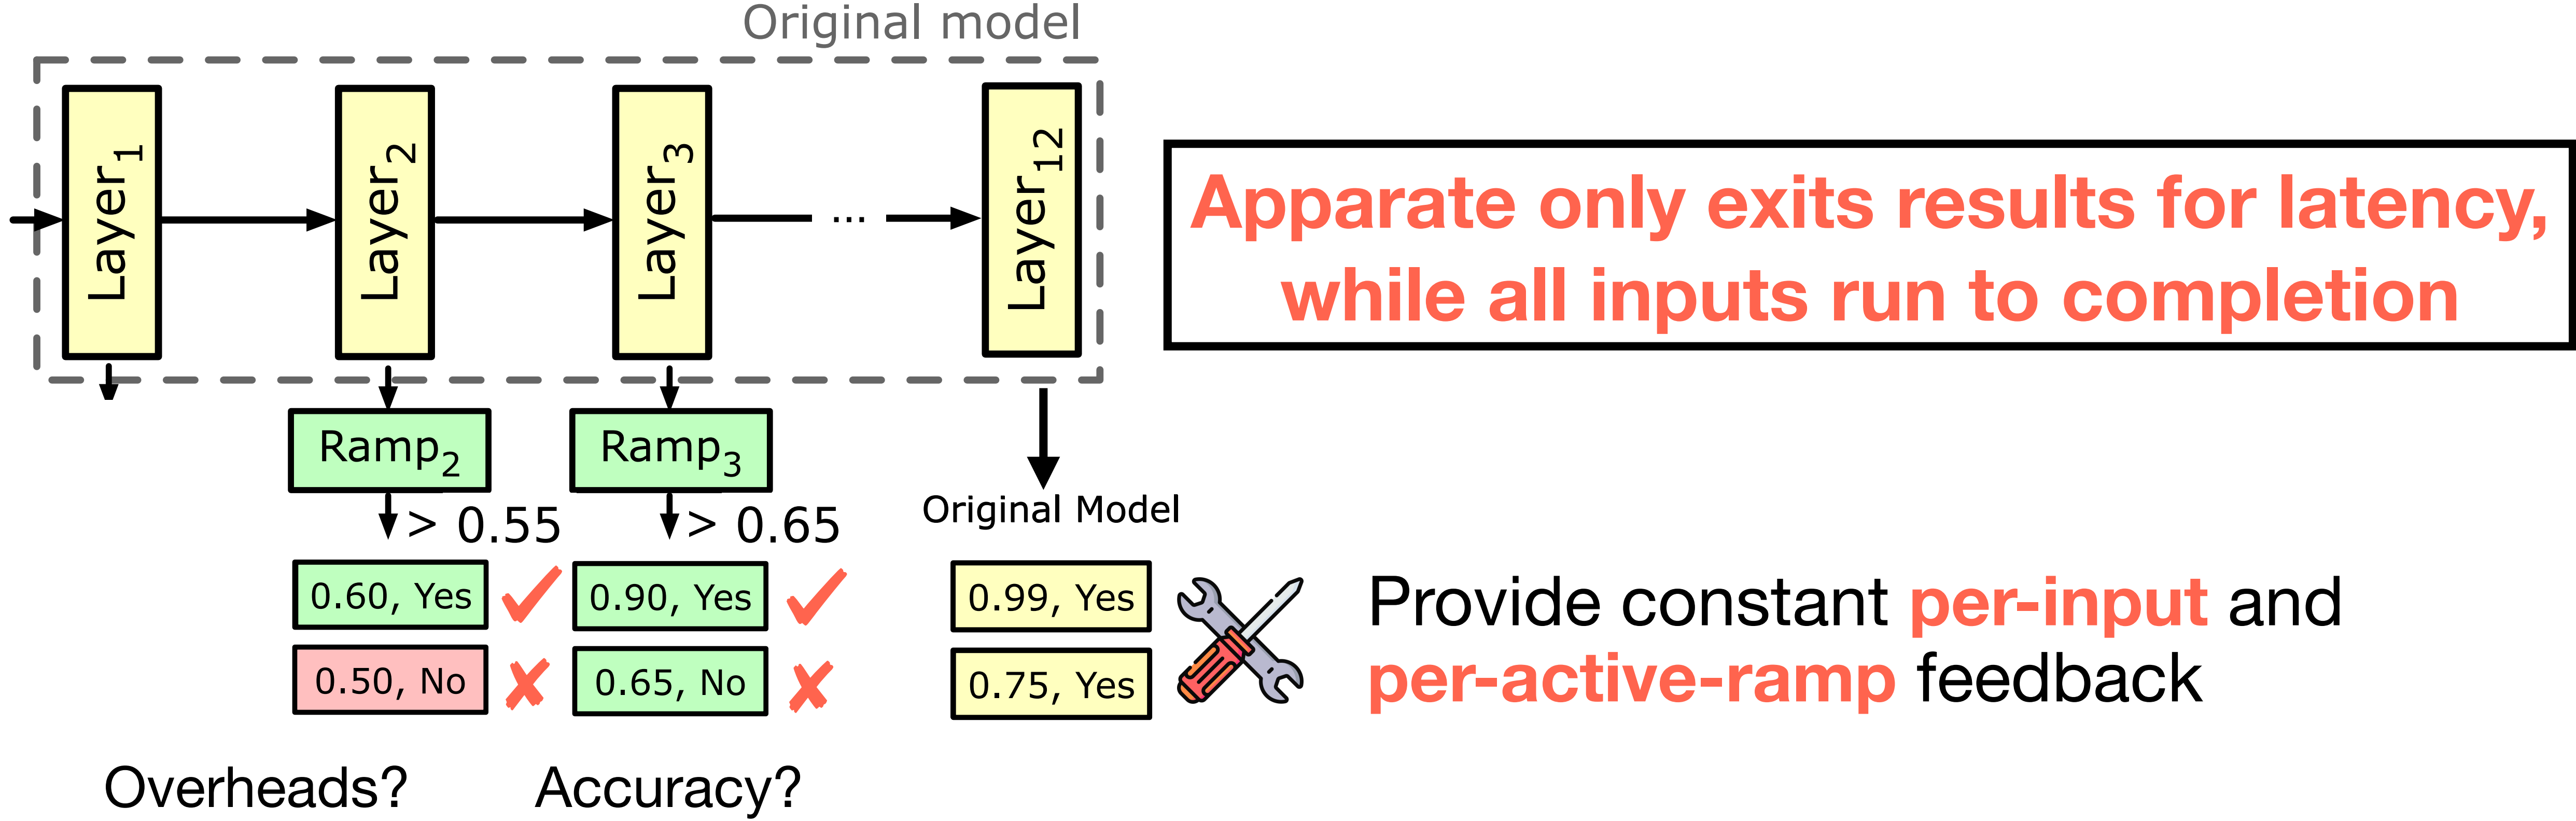 Original model
Layer1
Layer2
Layer3
...
Layer12
Apparate only exits results for latency,
while all inputs run to completion
Ramp2
Ramp3
> 0.55
> 0.65
Original Model
0.60, Yes
0.90, Yes
0.99, Yes
0.50, No
0.65, No
0.75, Yes
Provide constant per-input and
per-active-ramp feedback
Overheads?
Accuracy?